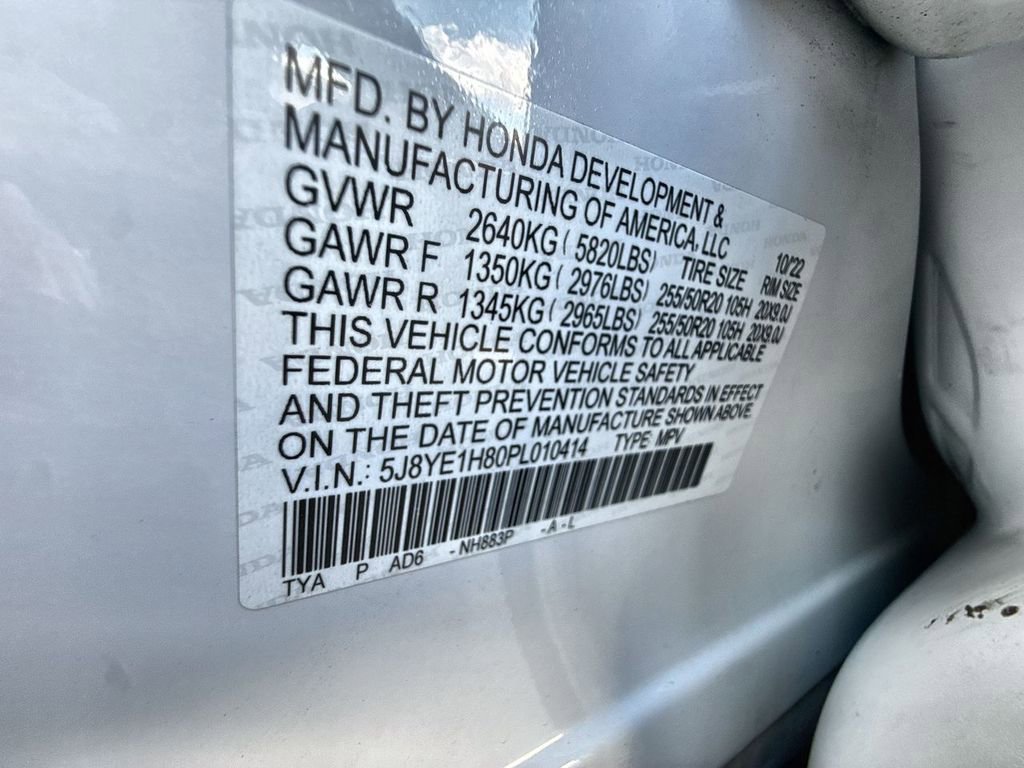 MFD. BY HONDA DEVELOPMENT &
MANUFACTURING OF AMERICA, LLC 10/22
GVWR 2640KG ( 5820LBS) TIRE SIZE RIM SIZE
GAWR F 1350KG ( 2976LBS) 255/50R20 105H 20X9.0J
GAWR R 1345KG ( 2965LBS) 255/50R20 105H 20X9.0J
THIS VEHICLE CONFORMS TO ALL APPLICABLE
FEDERAL MOTOR VEHICLE SAFETY
AND THEFT PREVENTION STANDARDS IN EFFECT
ON THE DATE OF MANUFACTURE SHOWN ABOVE.
V.I.N.: 5J8YE1H80PL010414 TYPE: MPV
TYA P AD6 - NH883P - A - L